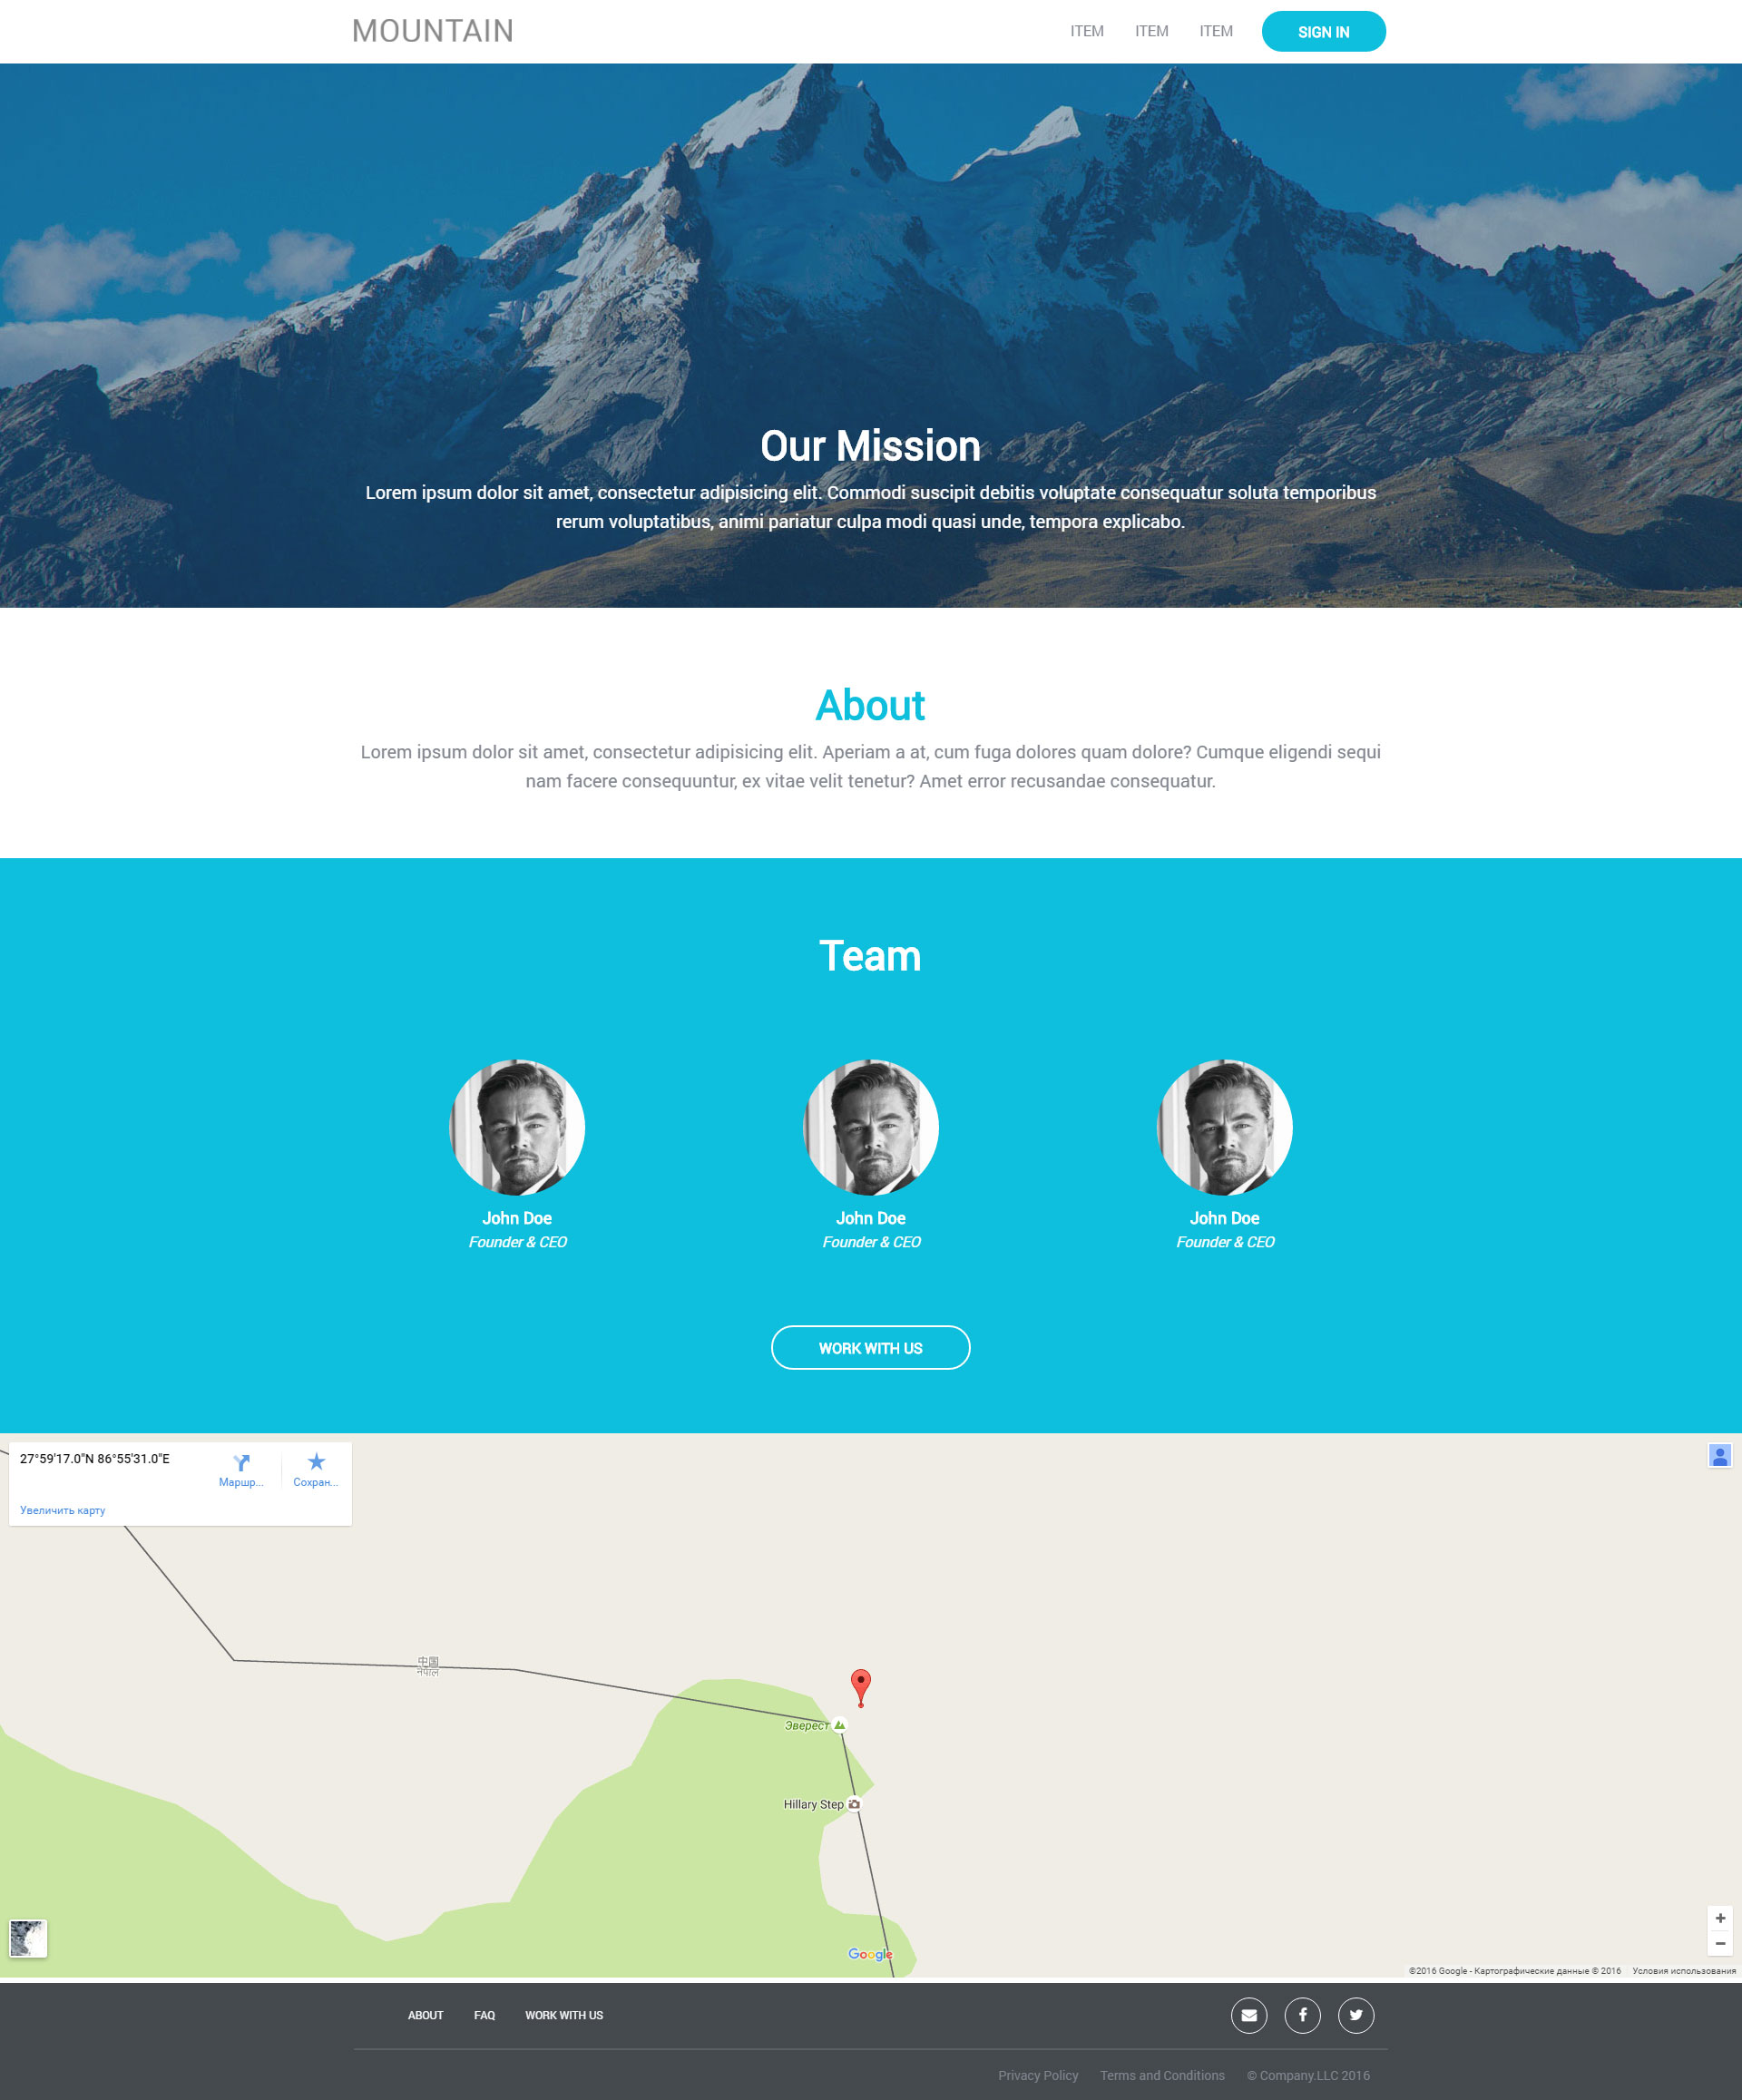 MOUNTAIN
ITEM ITEM ITEM SIGN IN
Our Mission
Lorem ipsum dolor sit amet, consectetur adipisicing elit. Commodi suscipit debitis voluptate consequatur soluta temporibus
rerum voluptatibus, animi pariatur culpa modi quasi unde, tempora explicabo.
About
Lorem ipsum dolor sit amet, consectetur adipisicing elit. Aperiam a at, cum fuga dolores quam dolore? Cumque eligendi sequi
nam facere consequuntur, ex vitae velit tenetur? Amet error recusandae consequatur.
Team
John Doe John Doe John Doe
Founder & CEO Founder & CEO Founder & CEO
WORK WITH US
27°59'17.0"N 86°55'31.0"E
Маршр... Сохран...
Увеличить карту
中国
नेपाल
Эверест
Hillary Step
Google
©2016 Google - Картографические данные © 2016 Условия использования
ABOUT FAQ WORK WITH US
Privacy Policy Terms and Conditions © Company.LLC 2016